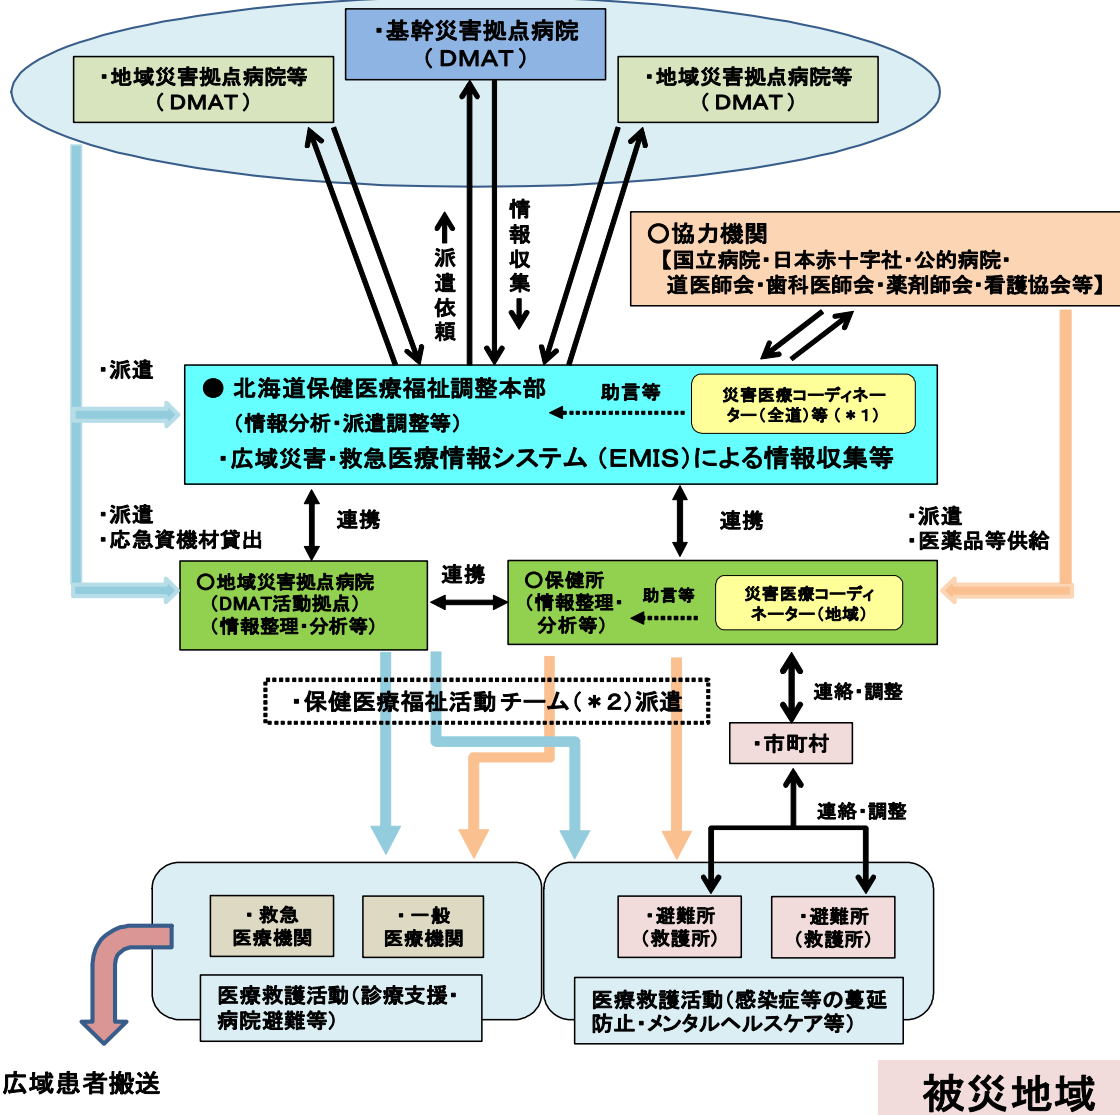 ・基幹災害拠点病院
（DMAT）
・地域災害拠点病院等
（DMAT）
・地域災害拠点病院等
（DMAT）
派遣依頼
情報収集
○協力機関
【国立病院・日本赤十字社・公的病院・
道医師会・歯科医師会・薬剤師会・看護協会等】
・派遣
● 北海道保健医療福祉調整本部
（情報分析・派遣調整等）
助言等
災害医療コーディネー
ター（全道）等（＊1）
・広域災害・救急医療情報システム（EMIS）による情報収集等
・派遣
・応急資機材貸出
連携
連携
・派遣
・医薬品等供給
○地域災害拠点病院
（DMAT活動拠点）
（情報整理・分析等）
連携
○保健所
（情報整理・
分析等）
助言等
災害医療コーディ
ネーター（地域）
・保健医療福祉活動チーム（＊2）派遣
連絡・調整
・市町村
連絡・調整
・救急
医療機関
・一般
医療機関
・避難所
（救護所）
・避難所
（救護所）
医療救護活動（診療支援・
病院避難等）
医療救護活動（感染症等の蔓延
防止・メンタルヘルスケア等）
広域患者搬送
被災地域